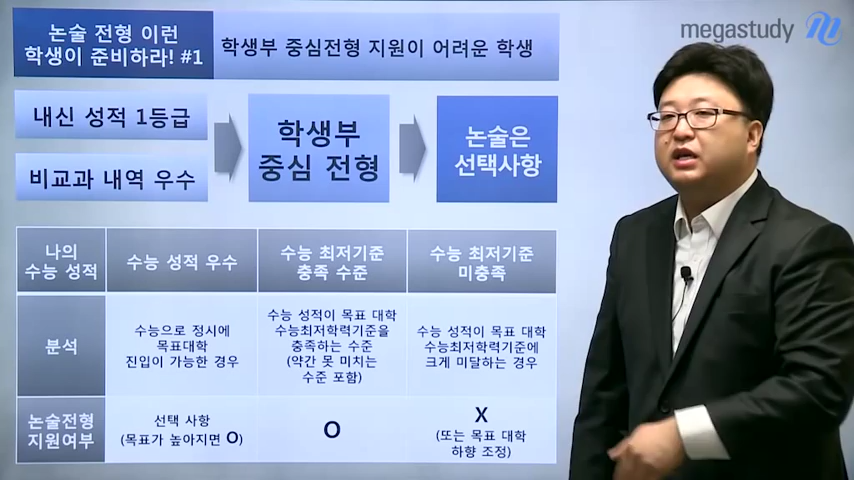 논술 전형 이런
학생이 준비하라! #1
학생부 중심전형 지원이 어려운 학생
megastudy
내신 성적 1등급
비교과 내역 우수
학생부
중심 전형
논술은
선택사항
나의
수능 성적
수능 성적 우수
수능 최저기준
충족 수준
수능 최저기준
미충족
분석
수능으로 정시에
목표대학
진입이 가능한 경우
수능 성적이 목표 대학
수능최저학력기준을
충족하는 수준
(약간 못 미치는
수준 포함)
수능 성적이 목표 대학
수능최저학력기준에
크게 미달하는 경우
논술전형
지원여부
선택 사항
(목표가 높아지면 O)
O
X
(또는 목표 대학
하향 조정)